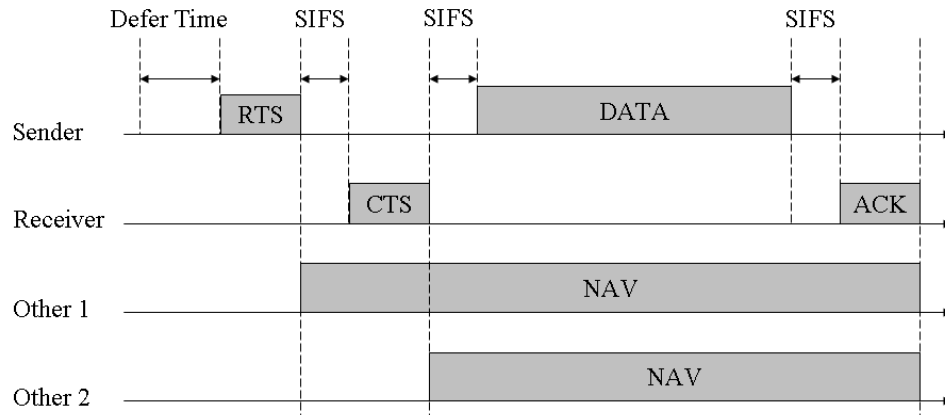 Defer Time SIFS SIFS SIFS
RTS DATA
Sender
CTS ACK
Receiver
NAV
Other 1
NAV
Other 2